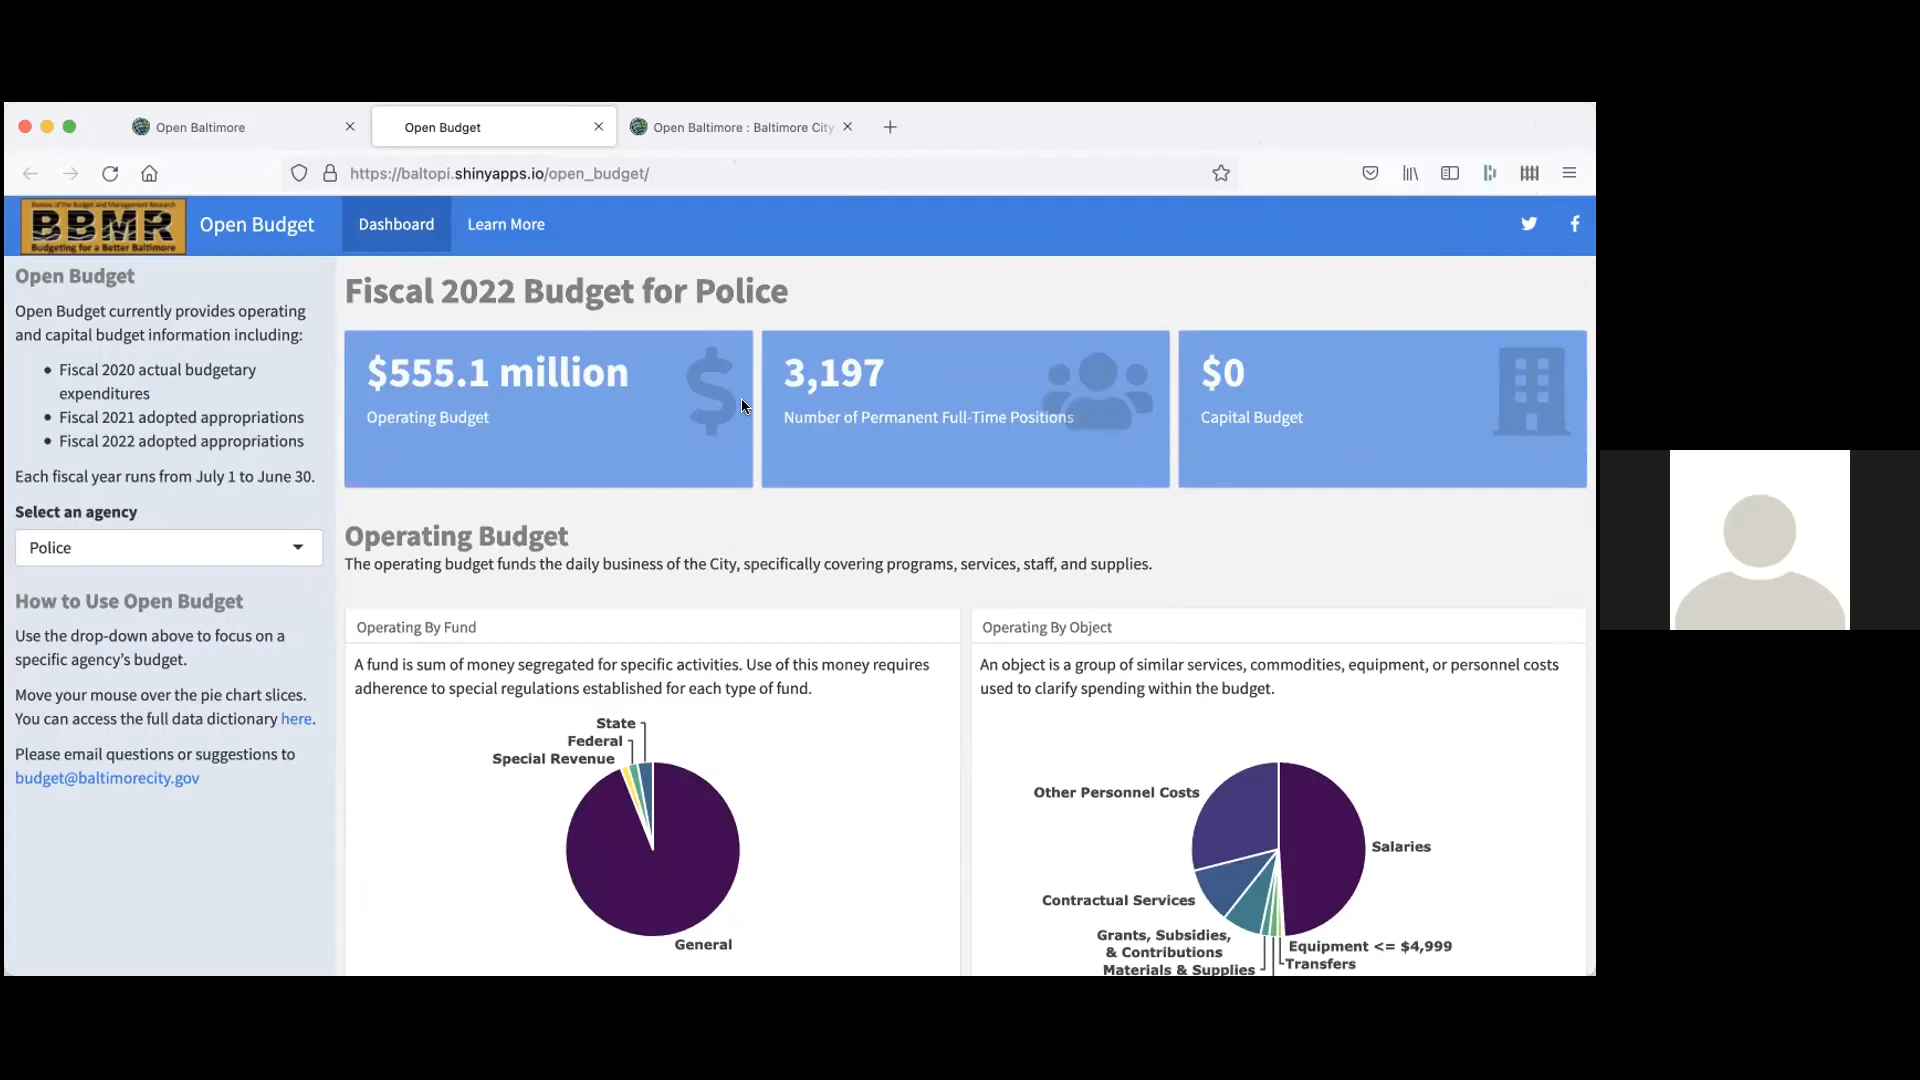 Open Baltimore
Open Budget
Open Baltimore : Baltimore City
https://baltopi.shinyapps.io/open_budget/
Bureau of the Budget and Management Research
BBMR
Budgeting for a Better Baltimore
Open Budget
Dashboard
Learn More
Open Budget
Open Budget currently provides operating
and capital budget information including:
• Fiscal 2020 actual budgetary
expenditures
• Fiscal 2021 adopted appropriations
• Fiscal 2022 adopted appropriations
Each fiscal year runs from July 1 to June 30.
Select an agency
Police
How to Use Open Budget
Use the drop-down above to focus on a
specific agency's budget.
Move your mouse over the pie chart slices.
You can access the full data dictionary here.
Please email questions or suggestions to
budget@baltimorecity.gov
Fiscal 2022 Budget for Police
$555.1 million
Operating Budget
3,197
Number of Permanent Full-Time Positions
$0
Capital Budget
Operating Budget
The operating budget funds the daily business of the City, specifically covering programs, services, staff, and supplies.
Operating By Fund
A fund is sum of money segregated for specific activities. Use of this money requires
adherence to special regulations established for each type of fund.
State
Federal
Special Revenue
General
Operating By Object
An object is a group of similar services, commodities, equipment, or personnel costs
used to clarify spending within the budget.
Other Personnel Costs
Salaries
Contractual Services
Grants, Subsidies,
& Contributions
Materials & Supplies
Equipment <= $4,999
Transfers